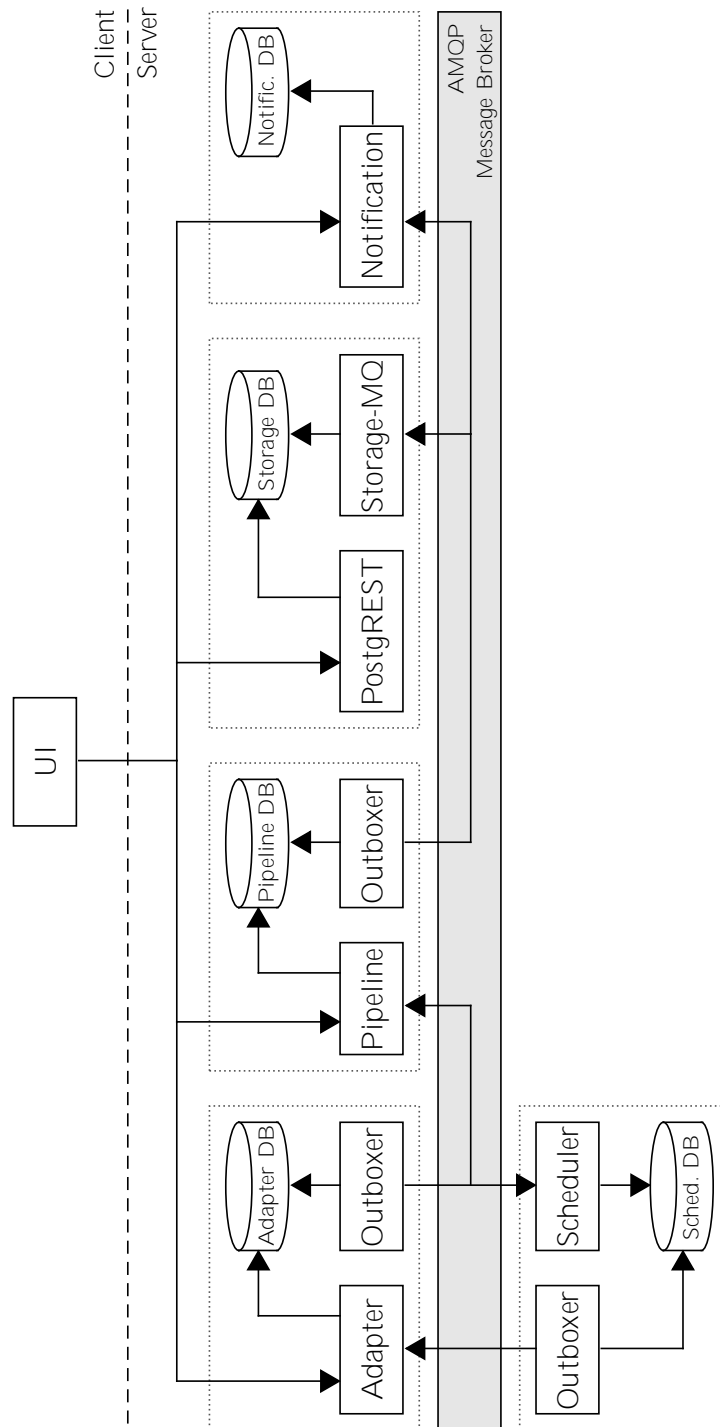 UI
Client
Server
Adapter DB
Pipeline DB
Storage DB
Notific. DB
Adapter
Outboxer
Pipeline
Outboxer
PostgREST
Storage-MQ
Notification
AMQP
Message Broker
Outboxer
Scheduler
Sched. DB